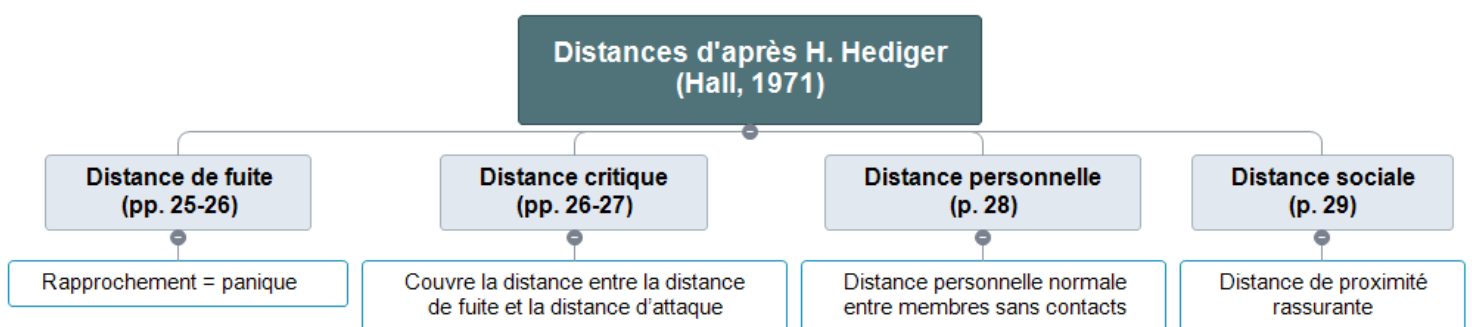 Distances d'après H. Hediger
(Hall, 1971)
Distance de fuite
(pp. 25-26)
Rapprochement = panique
Distance critique
(pp. 26-27)
Couvre la distance entre la distance
de fuite et la distance d’attaque
Distance personnelle
(p. 28)
Distance personnelle normale
entre membres sans contacts
Distance sociale
(p. 29)
Distance de proximité
rassurante